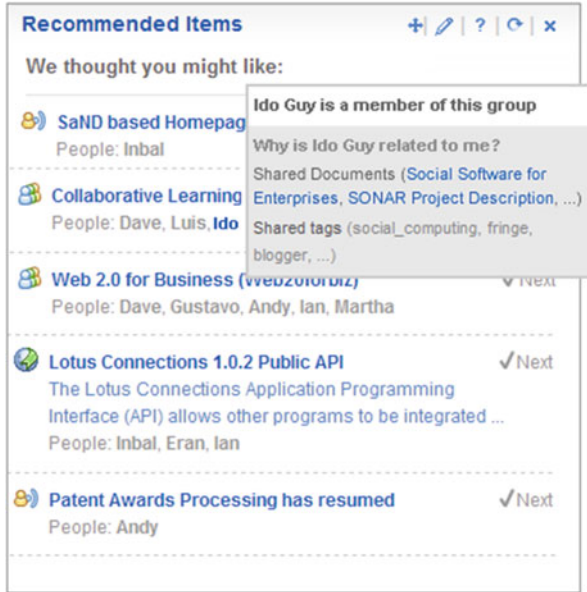 Recommended Items
?
We thought you might like:
Ido Guy is a member of this group
Why is Ido Guy related to me?
Shared Documents (Social Software for
Enterprises, SONAR Project Description, ...)
Shared tags (social_computing, fringe,
blogger, ...)
SaND based Homepag
People: Inbal
Collaborative Learning
People: Dave, Luis, Ido
Web 2.0 for Business (Web20forbiz)
Next
People: Dave, Gustavo, Andy, Ian, Martha
Lotus Connections 1.0.2 Public API
Next
The Lotus Connections Application Programming
Interface (API) allows other programs to be integrated ...
People: Inbal, Eran, Ian
Patent Awards Processing has resumed
Next
People: Andy